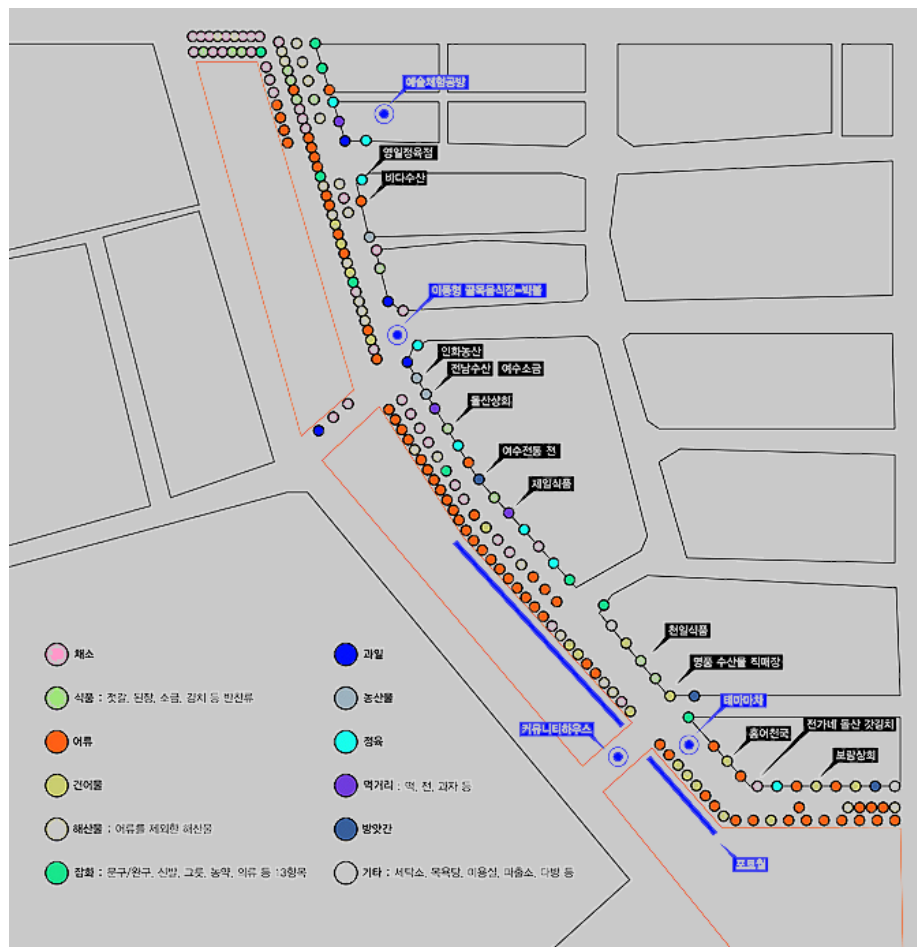 예술체험공방
영일정육점
비다수산
이동형 골목음식점-박볼
인화농산
전남수산 여수소금
돌산상회
여수전통 전
제일식품
천일식품
명품 수산물 직매장
테마마차
커뮤니티하우스
홍어천국
전가네 돌산 갓김치
보람상회
포토월
채소
과일
식품 : 젓갈, 된장, 소금, 김치 등 반찬류
농산물
어류
정육
건어물
먹거리 : 떡, 전, 과자 등
해산물 : 어류를 제외한 해산물
방앗간
잡화 : 문구/완구, 신발, 그릇, 농약, 의류 등 13항목
기타 : 세탁소, 목욕탕, 미용실, 파출소, 다방 등